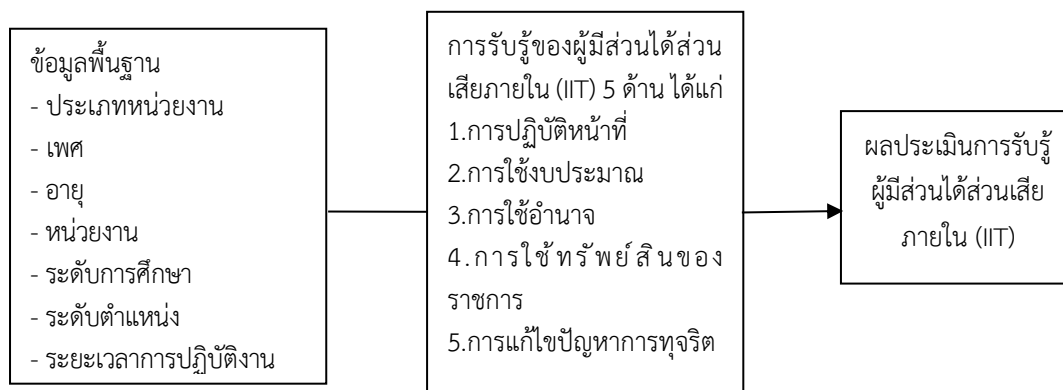 ข้อมูลพื้นฐาน
- ประเภทหน่วยงาน
- เพศ
- อายุ
- หน่วยงาน
- ระดับการศึกษา
- ระดับตำแหน่ง
- ระยะเวลาการปฏิบัติงาน
การรับรู้ของผู้มีส่วนได้ส่วน
เสียภายใน (IIT) 5 ด้าน ได้แก่
1.การปฏิบัติหน้าที่
2.การใช้งบประมาณ
3.การใช้อำนาจ
4.การใช้ทรัพย์สินของ
ราชการ
5.การแก้ไขปัญหาการทุจริต
ผลประเมินการรับรู้
ผู้มีส่วนได้ส่วนเสีย
ภายใน (IIT)